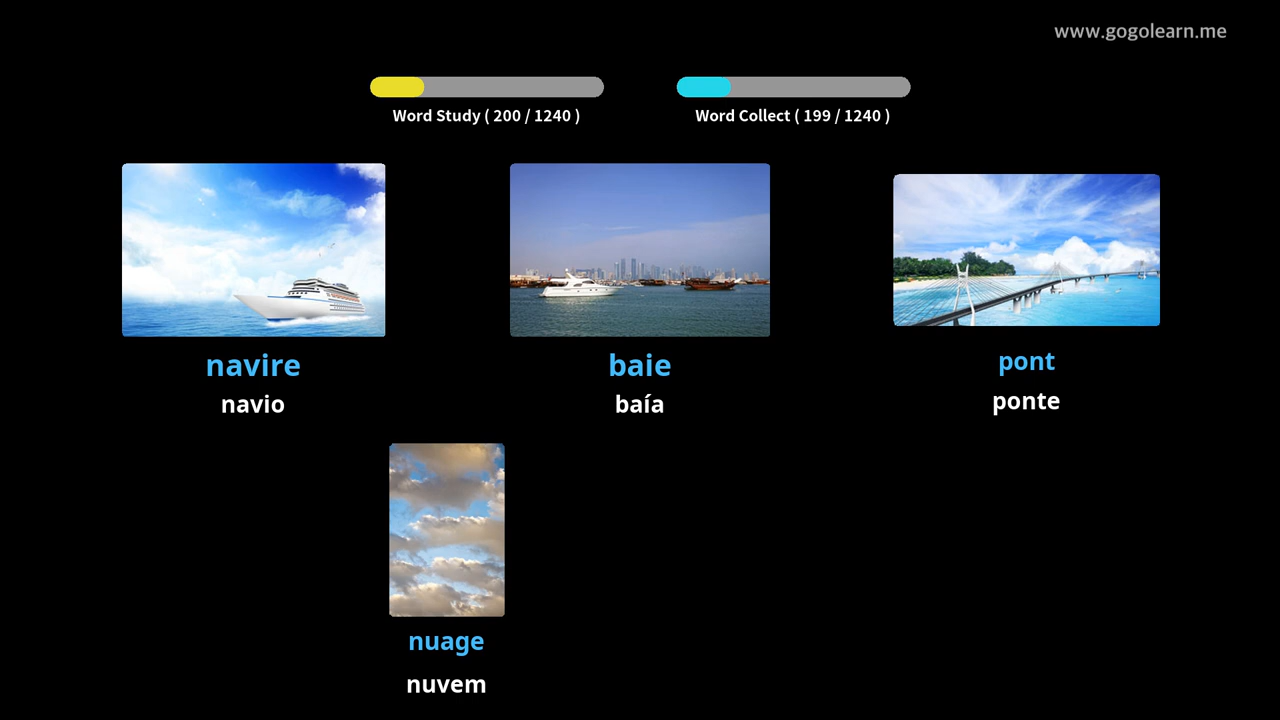 www.gogolearn.me
Word Study ( 200 / 1240 )
Word Collect ( 199 / 1240 )
navire
navio
baie
baía
pont
ponte
nuage
nuvem